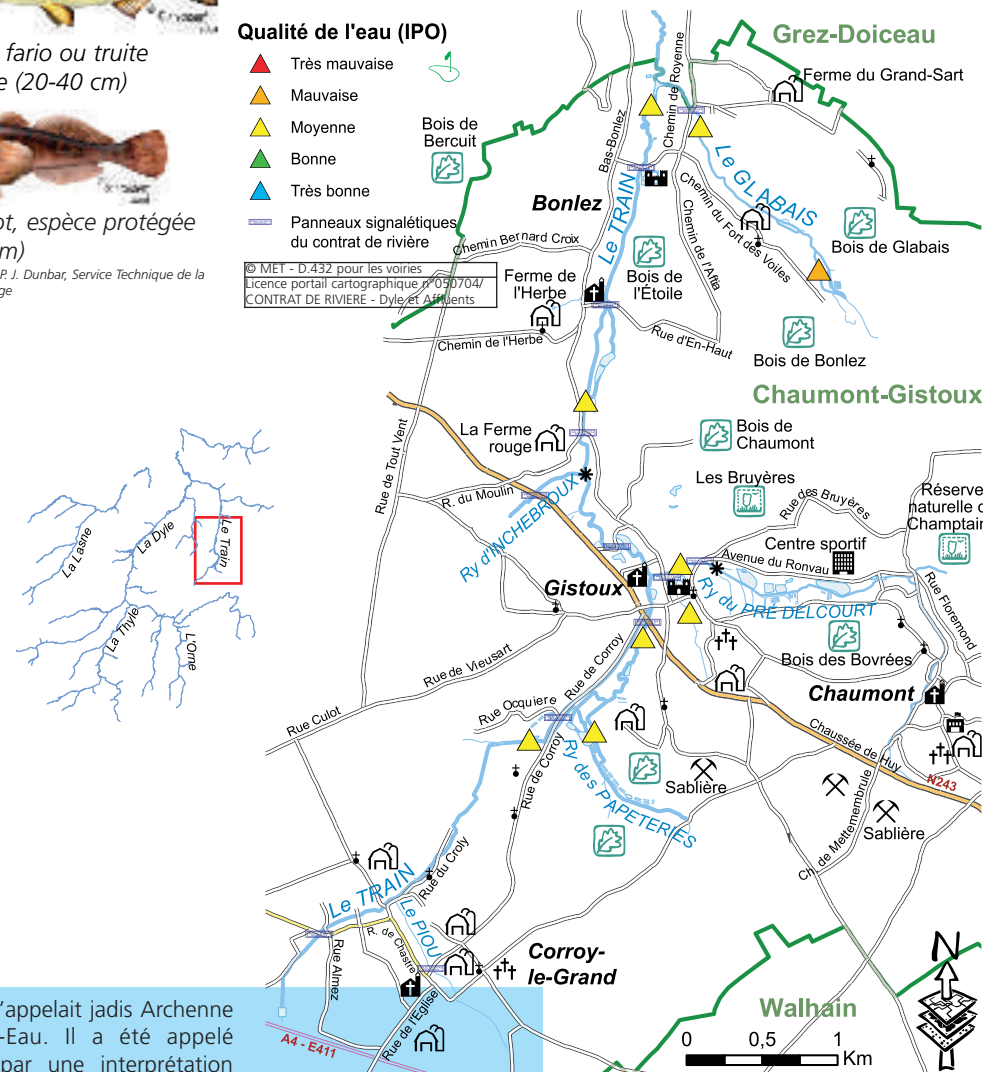 fario ou truite
(20-40 cm)
espèce protégée
P. J. Dunbar, Service Technique de la
Qualité de l'eau (IPO)
Très mauvaise
Mauvaise
Moyenne
Bonne
Très bonne
Panneaux signalétiques
du contrat de rivière
© MET - D.432 pour les voiries
Licence portail cartographique n°050704/
CONTRAT DE RIVIERE - Dyle et Affluents
Grez-Doiceau
Ferme du Grand-Sart
Chemin de Royenne
Bas-Bonlez
Bois de
Bercuit
Le GLABAIS
Bonlez
Le TRAIN
Chemin du Fort des Voiles
Chemin de l'Alfta
Bois de Glabais
Chemin Bernard Croix
Bois de
l'Étoile
Ferme de
l'Herbe
Chemin de l'Herbe
Rue d'En-Haut
Bois de Bonlez
Chaumont-Gistoux
La Ferme
rouge
Bois de
Chaumont
Rue de Tout Vent
R. du Moulin
Les Bruyères
Rue des Bruyères
Réserve
naturelle
Ry d'INCHEBROUX
Centre sportif
Avenue du Ronvau
Gistoux
Ry du PRE DELCOURT
Rue Floremond
Bois des Bovrées
Chaumont
Rue de Vieusart
Rue de Corroy
Rue Ocquiere
Rue Culot
Chaussée de Huy
N243
Rue de Corroy
Ry des PAPETERIES
Sablière
Sablière
Ch. de Mettemembrule
La Lasne
La Dyle
Le Train
La Thyle
L'Orne
Rue du Croly
Le TRAIN
Le PIOU
R. de Chastre
Rue Almez
Corroy-
le-Grand
Rue de l'Eglise
A4 - E411
Walhain
N
0 0,5 1
Km
'appelait jadis Archenne
-Eau. Il a été appelé
par une interprétation